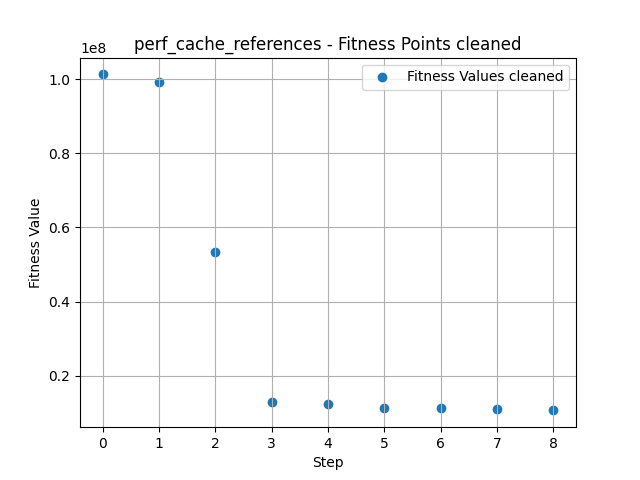 perf_cache_references - Fitness Points cleaned
1e8
Fitness Values cleaned
1.0
0.8
0.6
0.4
0.2
Fitness Value
0 1 2 3 4 5 6 7 8
Step